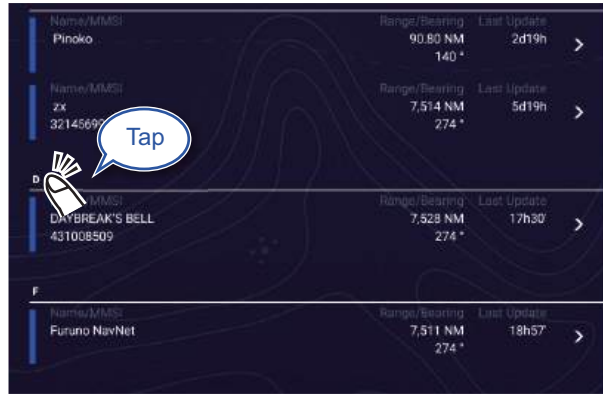 Name/MMSI Range/Bearing Last Update
Pinoko 90.80 NM 2d19h
140 °
Name/MMSI Range/Bearing Last Update
zx 7,514 NM 5d19h
32145699 274 °
Tap
D
MMSI Range/Bearing Last Update
DAYBREAK'S BELL 7,528 NM 17h30'
431008509 274 °
F
Name/MMSI Range/Bearing Last Update
Furuno NavNet 7,511 NM 18h57'
274 °